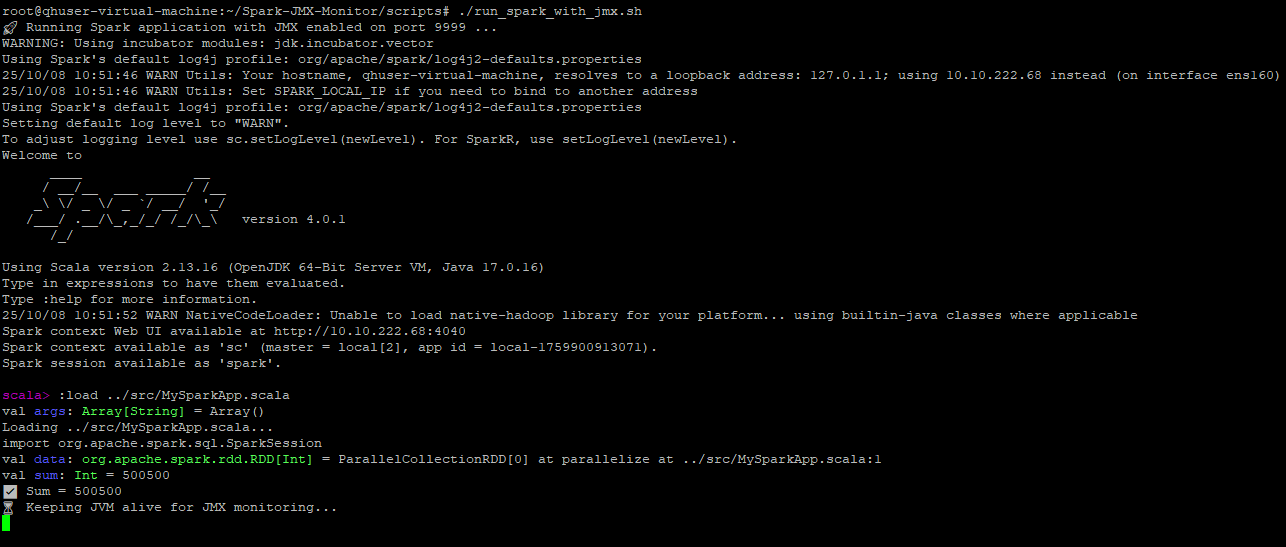 root@qhuser-virtual-machine:~/Spark-JMX-Monitor/scripts# ./run_spark_with_jmx.sh
🚀 Running Spark application with JMX enabled on port 9999 ...
WARNING: Using incubator modules: jdk.incubator.vector
Using Spark's default log4j profile: org/apache/spark/log4j2-defaults.properties
25/10/08 10:51:46 WARN Utils: Your hostname, qhuser-virtual-machine, resolves to a loopback address: 127.0.1.1; using 10.10.222.68 instead (on interface ens160)
25/10/08 10:51:46 WARN Utils: Set SPARK_LOCAL_IP if you need to bind to another address
Using Spark's default log4j profile: org/apache/spark/log4j2-defaults.properties
Setting default log level to "WARN".
To adjust logging level use sc.setLogLevel(newLevel). For SparkR, use setLogLevel(newLevel).
Welcome to
      ____              __
     / __/__  ___ _____/ /__
    _\ \/ _ \/ _ `/ __/  '_/
   /___/ .__/\_,_/_/ /_/\_\   version 4.0.1
      /_/
Using Scala version 2.13.16 (OpenJDK 64-Bit Server VM, Java 17.0.16)
Type in expressions to have them evaluated.
Type :help for more information.
25/10/08 10:51:52 WARN NativeCodeLoader: Unable to load native-hadoop library for your platform... using builtin-java classes where applicable
Spark context Web UI available at http://10.10.222.68:4040
Spark context available as 'sc' (master = local[2], app id = local-1759900913071).
Spark session available as 'spark'.
scala> :load ../src/MySparkApp.scala
val args: Array[String] = Array()
Loading ../src/MySparkApp.scala...
import org.apache.spark.sql.SparkSession
val data: org.apache.spark.rdd.RDD[Int] = ParallelCollectionRDD[0] at parallelize at ../src/MySparkApp.scala:1
val sum: Int = 500500
✅ Sum = 500500
⏳ Keeping JVM alive for JMX monitoring...